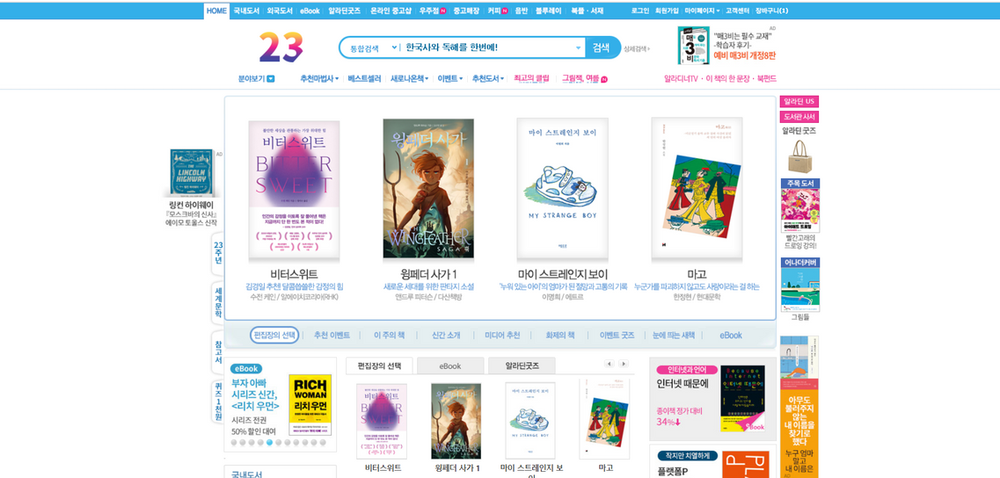 HOME 국내도서 외국도서 eBook 알라딘굿즈 온라인 중고샵 우주점 N 중고매장 커피 N 음반 블루레이 북플 · 서재
로그인 회원가입 마이페이지 고객센터 장바구니(1)
23
통합검색 한국사와 독해를 한번에! 검색 상세검색
매3비
"매3비는 필수 교재"
-학습자 후기-
예비 매3비 개정8판
AD
분야보기 추천마법사 베스트셀러 새로나온책 이벤트 추천도서 최고의 클럽 그림책, 여름 N
알라디너TV · 이 책의 한 문장 · 북펀드
AD
THE LINCOLN HIGHWAY
링컨 하이웨이
『모스크바의 신사』
에이모 토울스 신작
23주년
세계문학
참고서
퀴즈 1천원
비터스위트
BITTER
SWEET
윙페더 사가
THE WINGFEATHER
SAGA
마이 스트레인지 보이
MY STRANGE BOY
마고
비터스위트
김경일 추천! 달콤씁쓸한 감정의 힘
수전 케인 / 알에이치코리아(RHK)
윙페더 사가 1
새로운 세대를 위한 판타지 소설
앤드루 피터슨 / 다산책방
마이 스트레인지 보이
'누워 있는 아이'의 엄마가 된 절망과 고통의 기록
이명희 / 에트르
마고
누군가를 파괴하지 않고도 사랑이라는 걸 하는
한정현 / 현대문학
편집장의 선택 추천 이벤트 이 주의 책 신간 소개 미디어 추천 화제의 책 이벤트 굿즈 눈에 띄는 새책 eBook
알라딘 US
도서관 사서
알라딘 굿즈
주목 도서
빨간고래의
드로잉 강의!
어나더커버
그림들
아무도
불러주지
않는
내 이름을
찾기로
했다
누구 엄마
말고
내 이름은
eBook
부자 아빠
시리즈 신간,
<리치 우먼>
시리즈 전권
50% 할인 대여
RICH
WOMAN
리치 우먼
편집장의 선택 eBook 알라딘굿즈
비터스위트
윙페더 사가 1
마이 스트레인지 보
이
마고
인터넷과 언어
인터넷 때문에
종이책 정가 대비
34%
Because
Internet
인터넷 때문에
eBook
작지만 치열하게
플랫폼P
국내도서